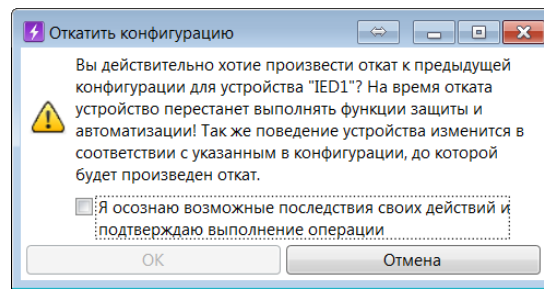 Откатить конфигурацию
Вы действительно хотие произвести откат к предыдущей
конфигурации для устройства "IED1"? На время отката
устройство перестанет выполнять функции защиты и
автоматизации! Так же поведение устройства изменится в
соответствии с указанным в конфигурации, до которой
будет произведен откат.
Я осознаю возможные последствия своих действий и
подтверждаю выполнение операции
ОК
Отмена